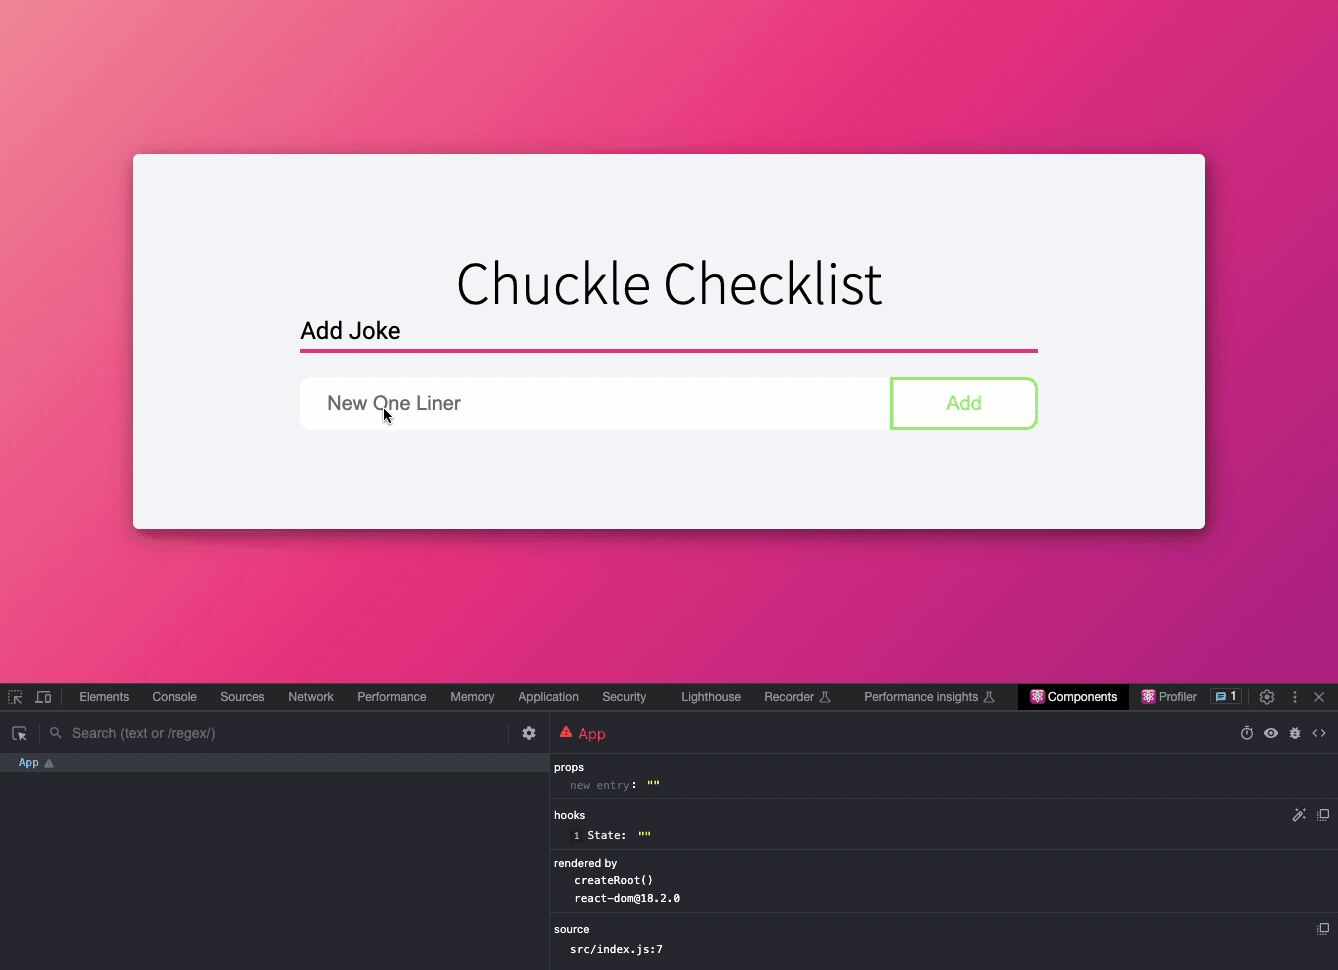 Chuckle Checklist
Add Joke
New One Liner
Add
Elements Console Sources Network Performance Memory Application Security Lighthouse Recorder Performance insights Components Profiler 1
Search (text or /regex/)
App
App
props
new entry: ""
hooks
1 State: ""
rendered by
createRoot()
react-dom@18.2.0
source
src/index.js:7